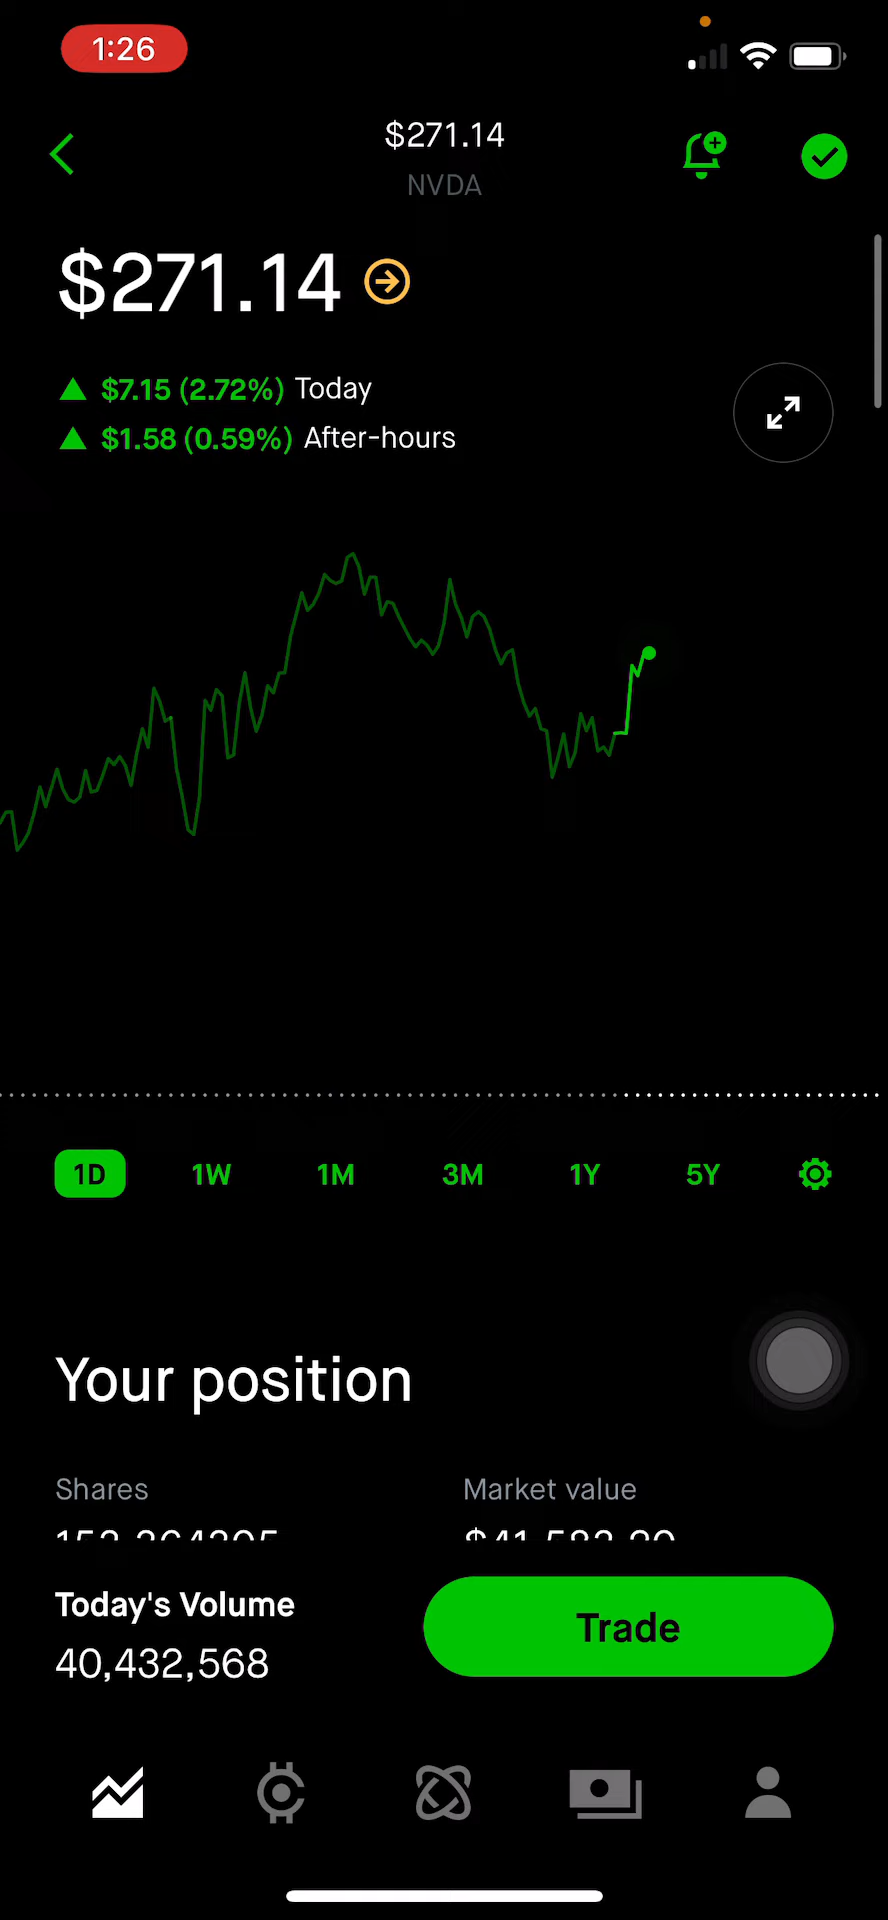 1:26
$271.14
NVDA
$271.14
$7.15 (2.72%) Today
$1.58 (0.59%) After-hours
1D 1W 1M 3M 1Y 5Y
Your position
Shares Market value
Today's Volume
40,432,568
Trade